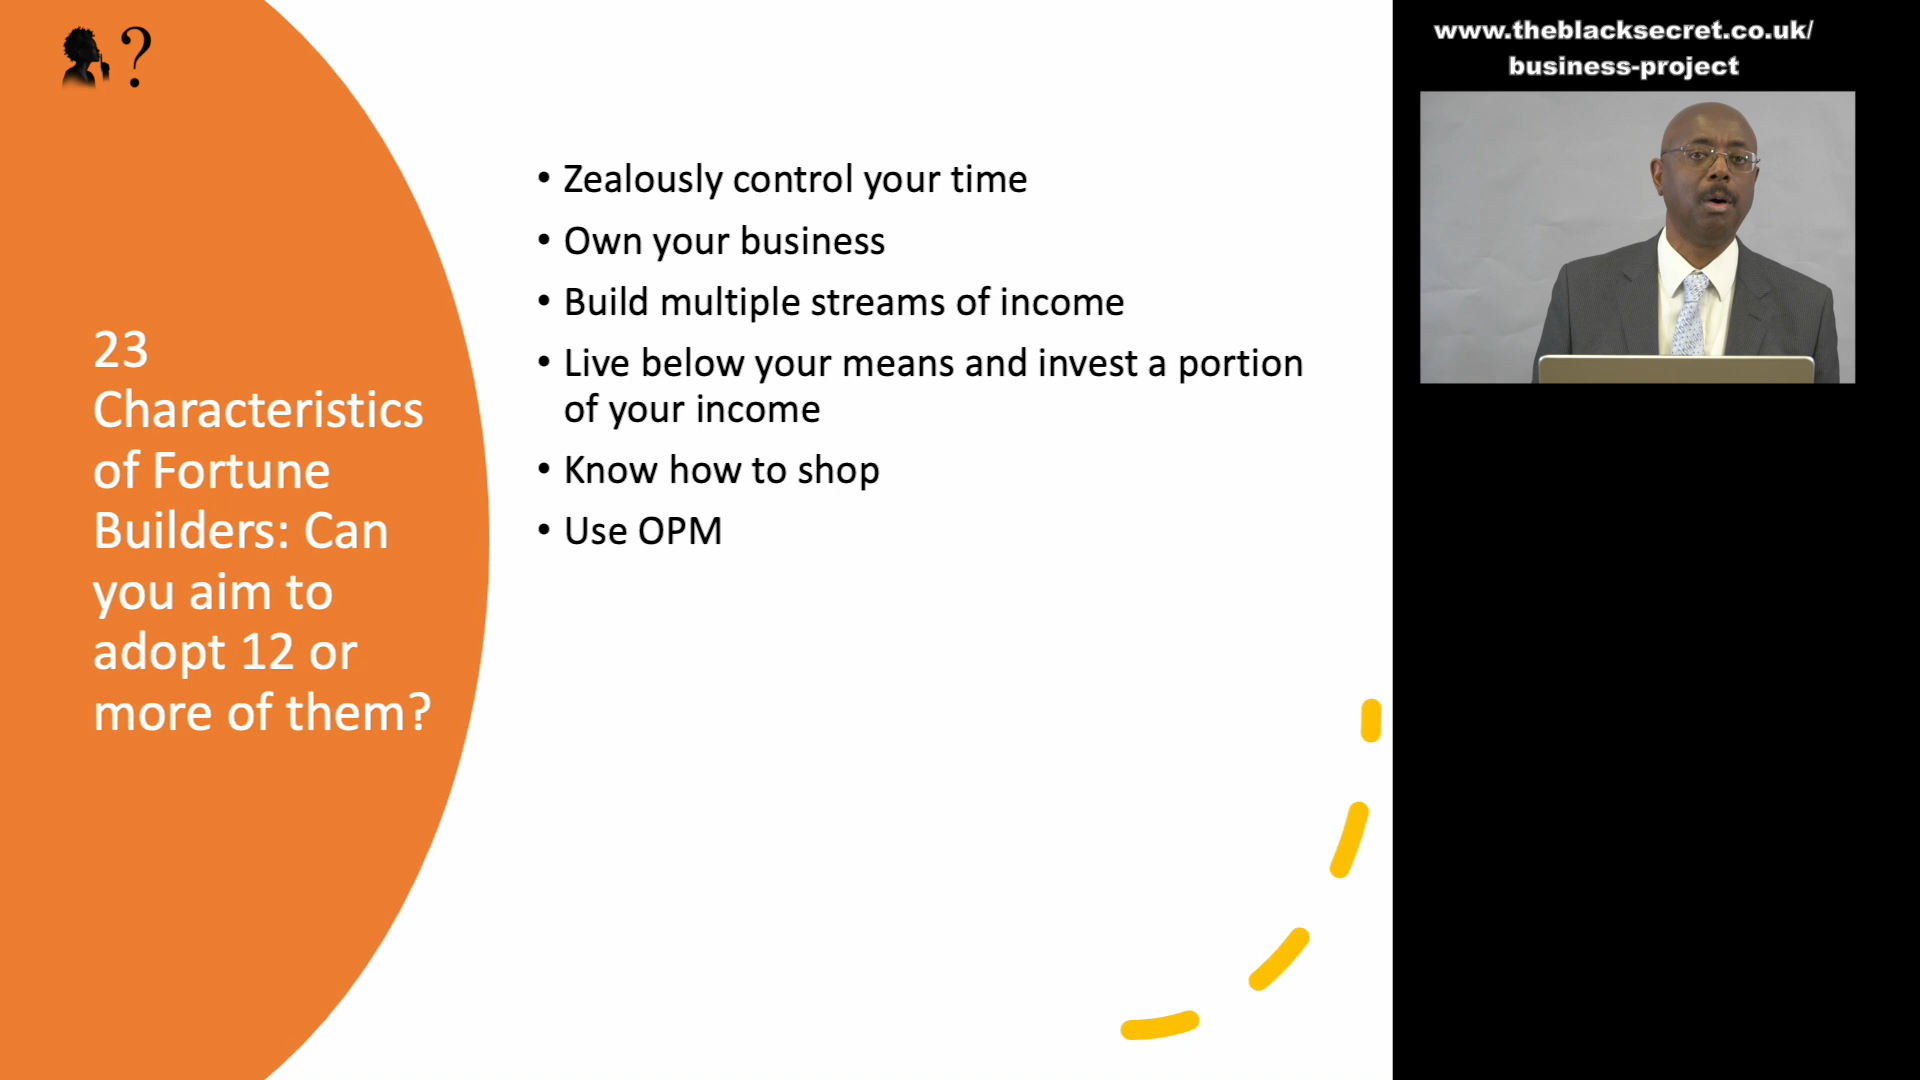 ?
23
Characteristics
of Fortune
Builders: Can
you aim to
adopt 12 or
more of them?
• Zealously control your time
• Own your business
• Build multiple streams of income
• Live below your means and invest a portion
of your income
• Know how to shop
• Use OPM
www.theblacksecret.co.uk/
business-project